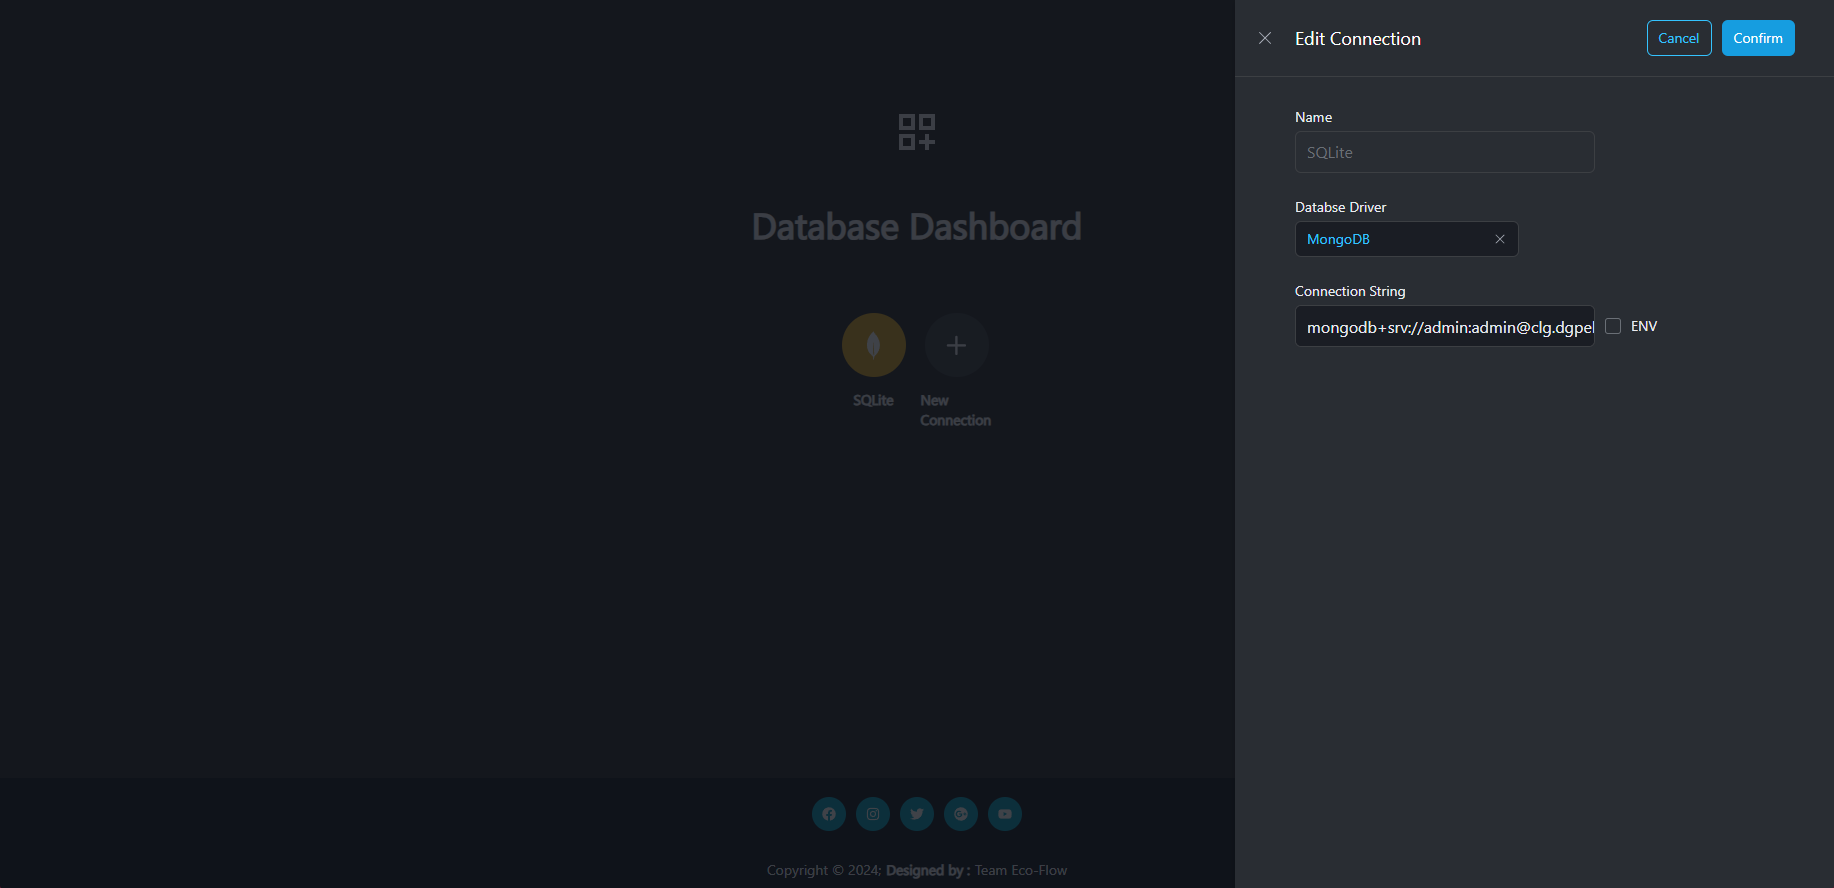 Edit Connection
Cancel
Confirm
Name
SQLite
Databse Driver
MongoDB
Connection String
mongodb+srv://admin:admin@clg.dgpe
ENV
Database Dashboard
SQLite
New
Connection
Copyright © 2024; Designed by : Team Eco-Flow